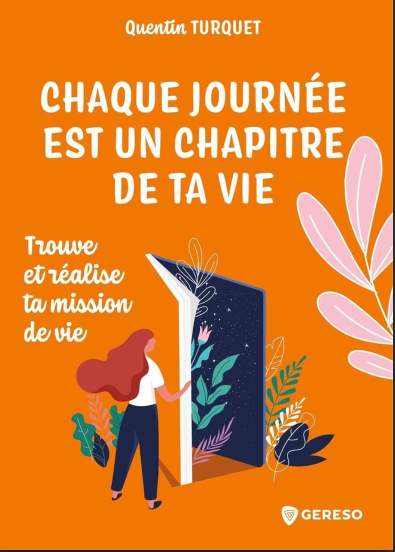 Quentin TURQUET
CHAQUE JOURNÉE
EST UN CHAPITRE
DE TA VIE
Trouve
et réalise
ta mission
de vie
GERESO